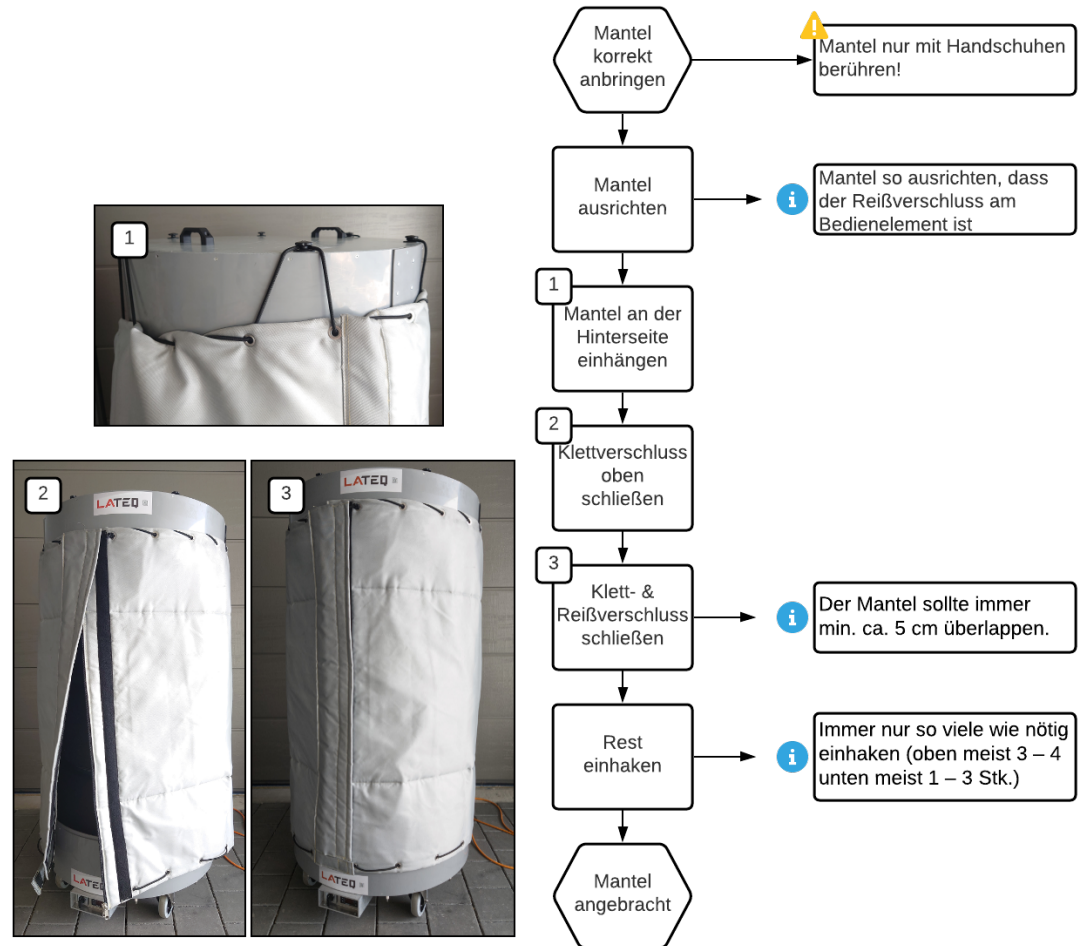 Mantel
korrekt
anbringen
Mantel nur mit Handschuhen
berühren!
Mantel
ausrichten
Mantel so ausrichten, dass
der Reißverschluss am
Bedienelement ist
1
Mantel an der
Hinterseite
einhängen
2
Klettverschluss
oben
schließen
3
Klett- &
Reißverschluss
schließen
Der Mantel sollte immer
min. ca. 5 cm überlappen.
Rest
einhaken
Immer nur so viele wie nötig
einhaken (oben meist 3 – 4
unten meist 1 – 3 Stk.)
Mantel
angebracht
1
2
LATEQ
LATEQ
3
LATEQ
LATEQ